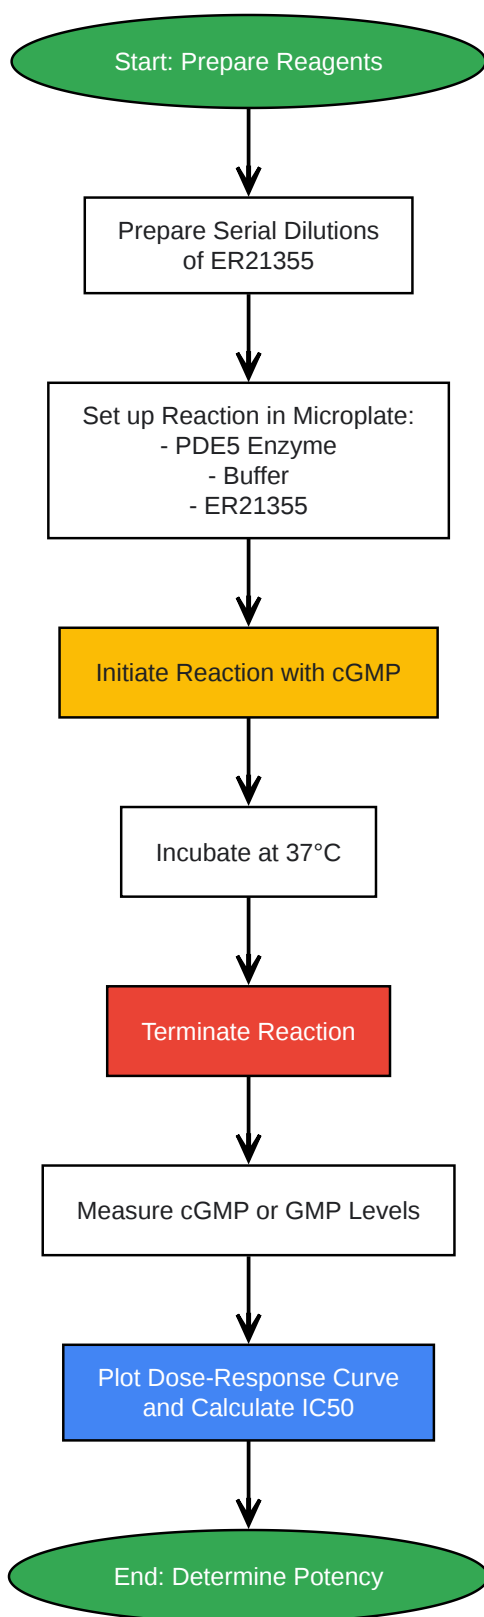 Start: Prepare Reagents
Prepare Serial Dilutions
of ER21355
Set up Reaction in Microplate:
- PDE5 Enzyme
- Buffer
- ER21355
Initiate Reaction with cGMP
Incubate at 37°C
Terminate Reaction
Measure cGMP or GMP Levels
Plot Dose-Response Curve
and Calculate IC50
End: Determine Potency